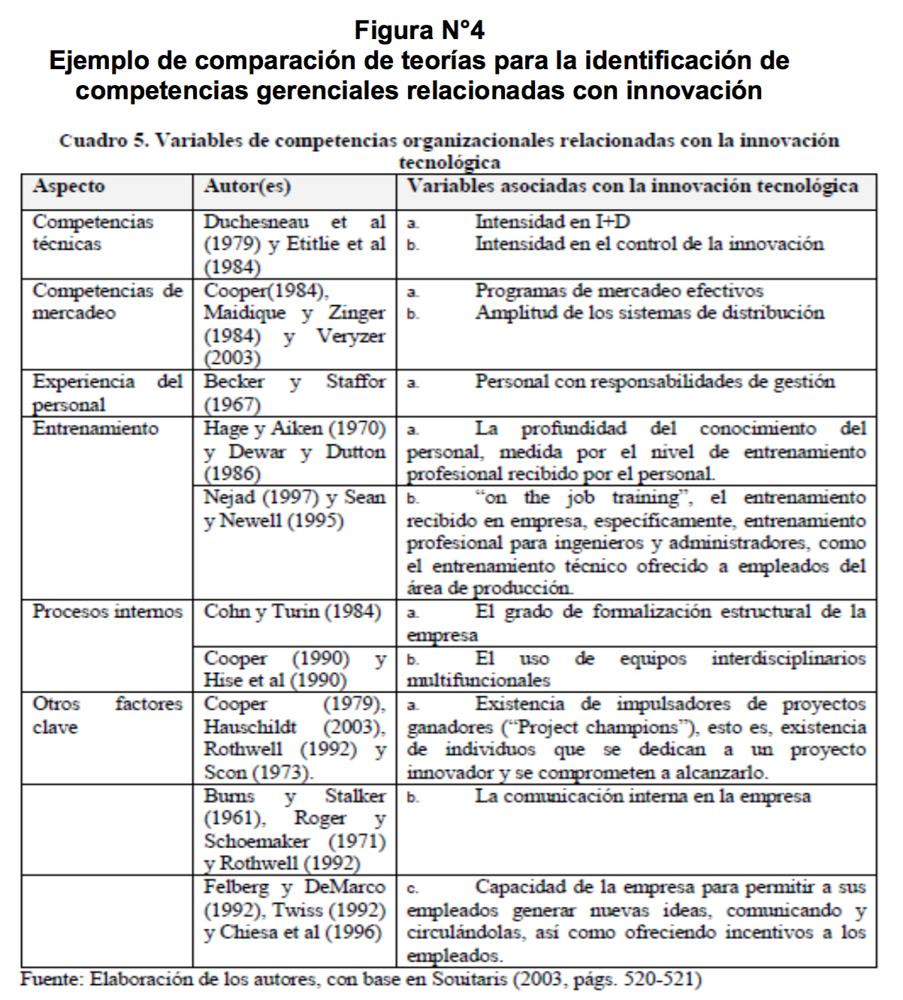 Figura N°4
Ejemplo de comparación de teorías para la identificación de
competencias gerenciales relacionadas con innovación
Cuadro 5. Variables de competencias organizacionales relacionadas con la innovación
tecnológica
Aspecto
Autor(es)
Variables asociadas con la innovación tecnológica
Competencias
técnicas
Duchesneau et al
(1979) y Etitlie et al
(1984)
a. Intensidad en I+D
b. Intensidad en el control de la innovación
Competencias de
mercadeo
Cooper(1984),
Maidique y Zinger
(1984) y Veryzer
(2003)
a. Programas de mercadeo efectivos
b. Amplitud de los sistemas de distribución
Experiencia del
personal
Becker y Staffor
(1967)
a. Personal con responsabilidades de gestión
Entrenamiento
Hage y Aiken (1970)
y Dewar y Dutton
(1986)
a. La profundidad del conocimiento del
personal, medida por el nivel de entrenamiento
profesional recibido por el personal.
Nejad (1997) y Sean
y Newell (1995)
b. “on the job training”, el entrenamiento
recibido en empresa, específicamente, entrenamiento
profesional para ingenieros y administradores, como
el entrenamiento técnico ofrecido a empleados del
área de producción.
Procesos internos
Cohn y Turin (1984)
a. El grado de formalización estructural de la
empresa
Cooper (1990) y
Hise et al (1990)
b. El uso de equipos interdisciplinarios
multifuncionales
Otros factores
clave
Cooper (1979),
Hauschildt (2003),
Rothwell (1992) y
Scon (1973).
a. Existencia de impulsadores de proyectos
ganadores (“Project champions”), esto es, existencia
de individuos que se dedican a un proyecto
innovador y se comprometen a alcanzarlo.
Burns y Stalker
(1961), Roger y
Schoemaker (1971)
y Rothwell (1992)
b. La comunicación interna en la empresa
Felberg y DeMarco
(1992), Twiss (1992)
y Chiesa et al (1996)
c. Capacidad de la empresa para permitir a sus
empleados generar nuevas ideas, comunicando y
circulándolas, así como ofreciendo incentivos a los
empleados.
Fuente: Elaboración de los autores, con base en Souitaris (2003, págs. 520-521)